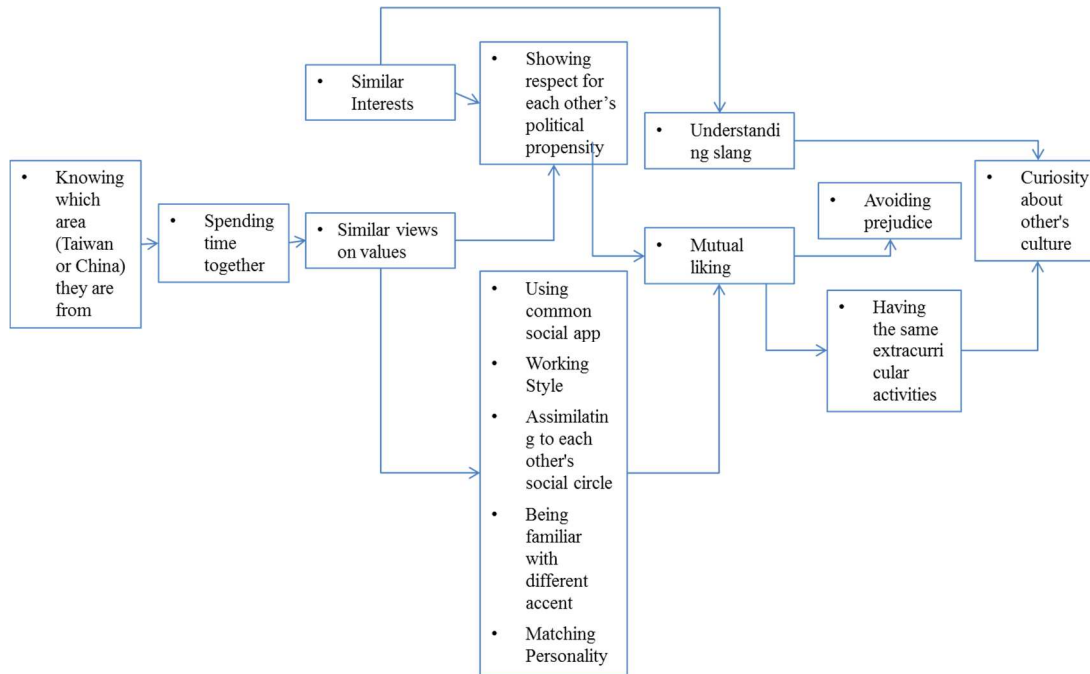 • Knowing
which
area
(Taiwan
or China)
they are
from
• Spending
time
together
• Similar
Interests
• Similar views
on values
• Showing
respect for
each other’s
political
propensity
• Using
common
social app
• Working
Style
• Assimilatin
g to each
other's
social circle
• Being
familiar
with
different
accent
• Matching
Personality
• Understandi
ng slang
• Mutual
liking
• Avoiding
prejudice
• Having
the same
extracurri
cular
activities
• Curiosity
about
other's
culture